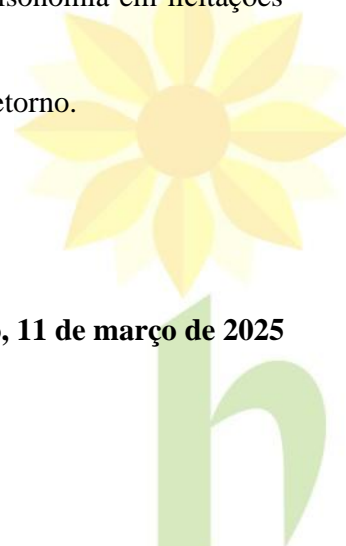 isonomia em licitações
etorno.
, 11 de março de 2025
h